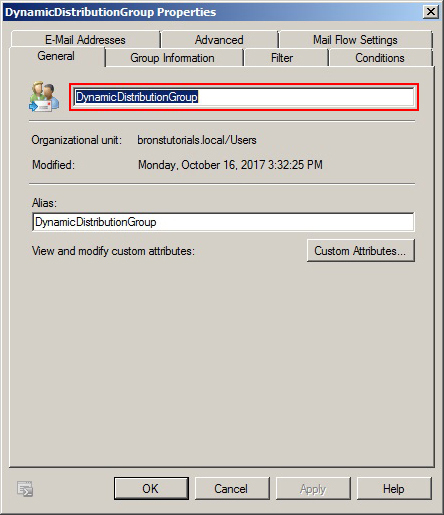 DynamicDistributionGroup Properties
E-Mail Addresses Advanced Mail Flow Settings
General Group Information Filter Conditions
DynamicDistributionGroup
Organizational unit: bronstutorials.local/Users
Modified: Monday, October 16, 2017 3:32:25 PM
Alias:
DynamicDistributionGroup
View and modify custom attributes: Custom Attributes...
OK Cancel Apply Help